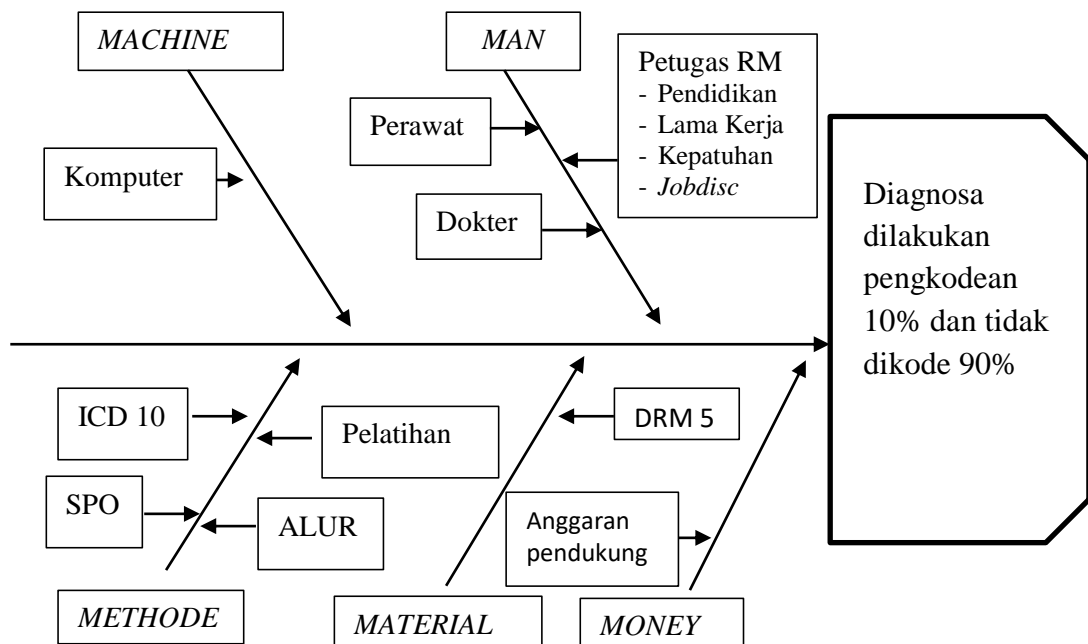 MACHINE
MAN
Petugas RM
- Pendidikan
- Lama Kerja
- Kepatuhan
- Jobdisc
Perawat
Komputer
Dokter
Diagnosa
dilakukan
pengkodean
10% dan tidak
dikode 90%
ICD 10
Pelatihan
DRM 5
SPO
ALUR
Anggaran
pendukung
METHODE
MATERIAL
MONEY